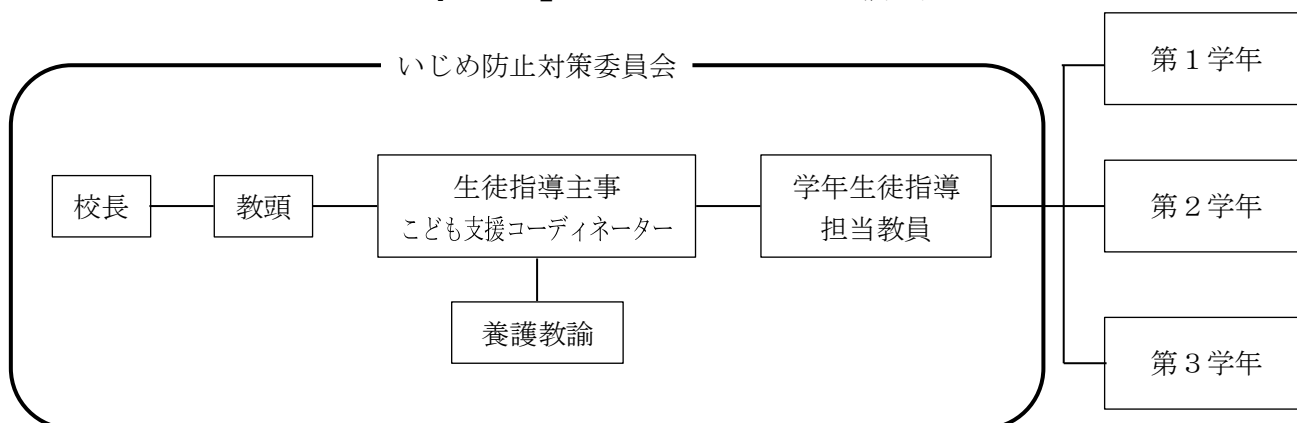 いじめ防止対策委員会
校長
教頭
生徒指導主事
こども支援コーディネーター
養護教諭
学年生徒指導
担当教員
第１学年
第２学年
第３学年